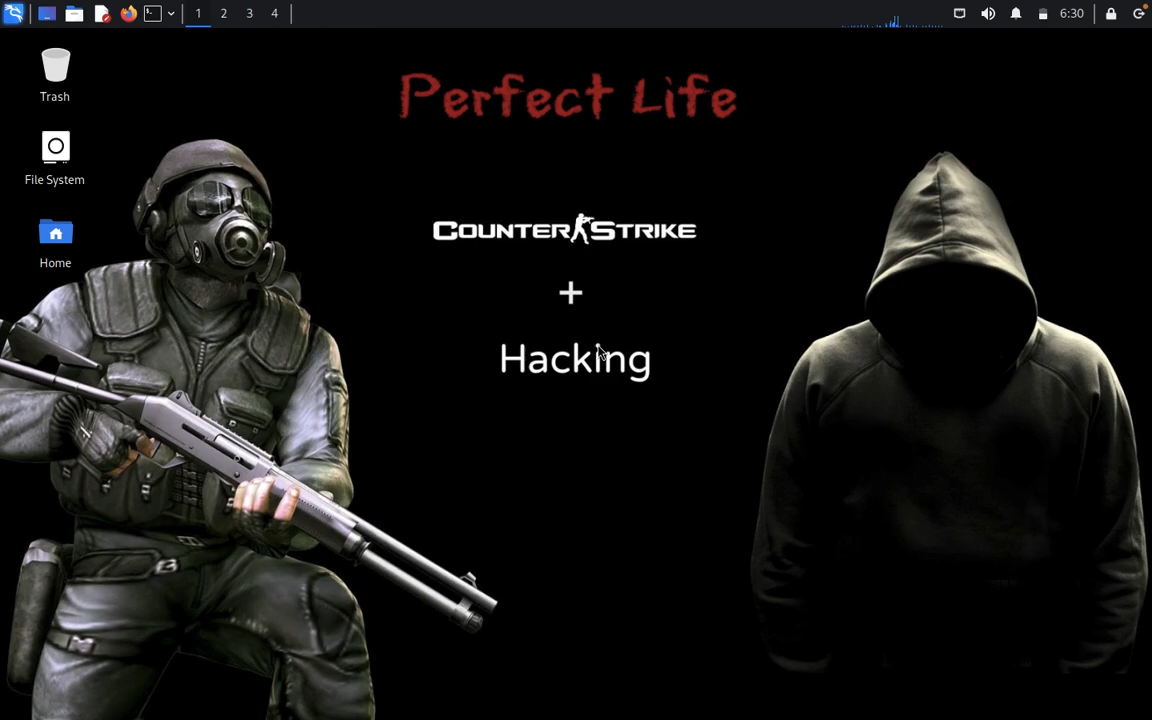 1 2 3 4
6:30
Trash
File System
Home
Perfect Life
COUNTER STRIKE
+
Hacking